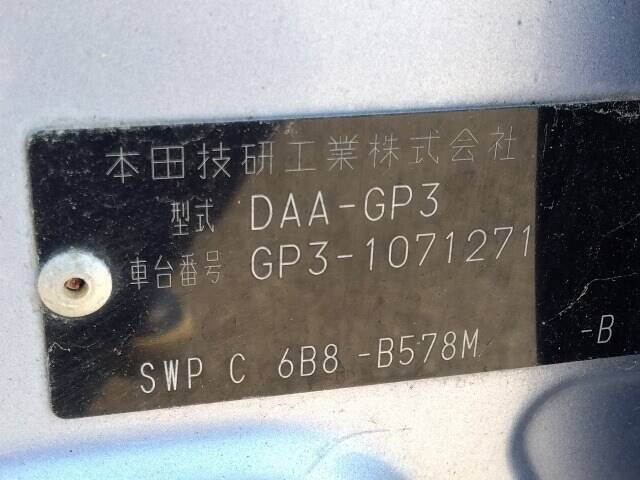 本田技研工業株式会社
型式 DAA-GP3
車台番号 GP3-1071271
SWP C 6B8 -B578M -B